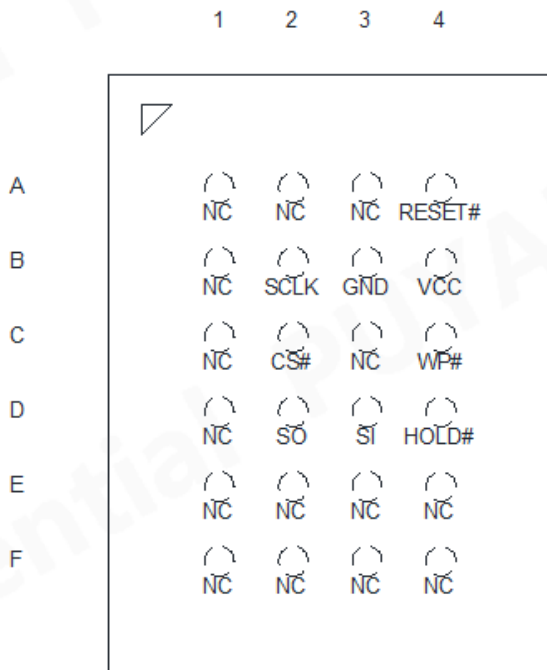 1 2 3 4
A NC NC NC RESET#
B NC SCLK GND VCC
C NC CS# NC WP#
D NC SO SI HOLD#
E NC NC NC NC
F NC NC NC NC